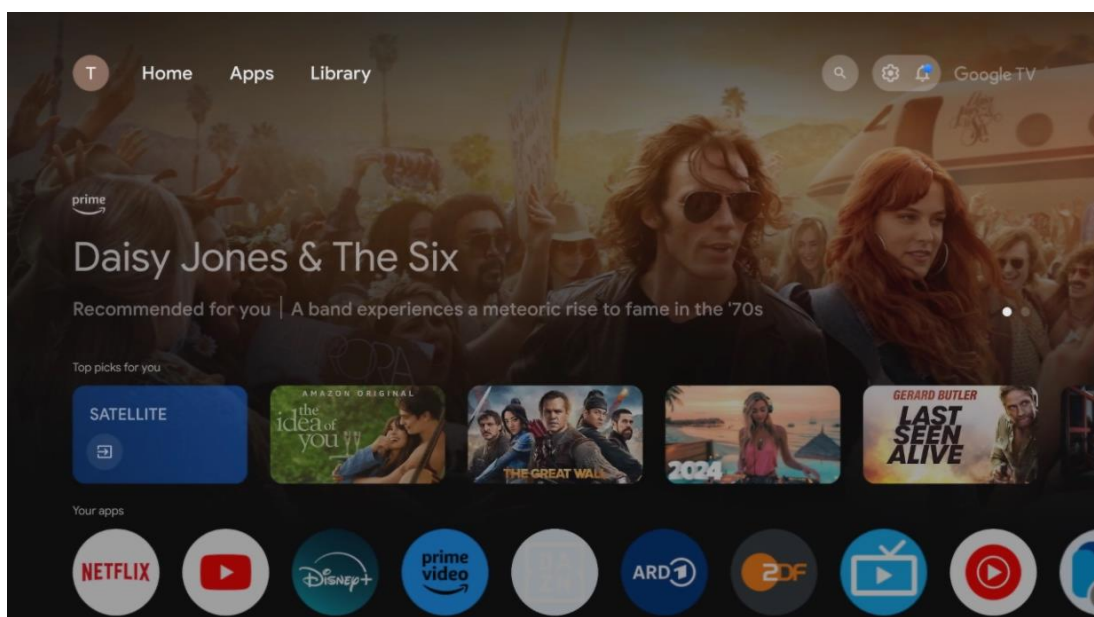 T
Home
Apps
Library
Google TV
prime
Daisy Jones & The Six
Recommended for you | A band experiences a meteoric rise to fame in the '70s
Top picks for you
SATELLITE
AMAZON ORIGINAL
the
idea of
you
THE GREAT WALL
2024
GERARD BUTLER
LAST
SEEN
ALIVE
Your apps
NETFLIX
Disney+
prime
video
ARD 1
2DF